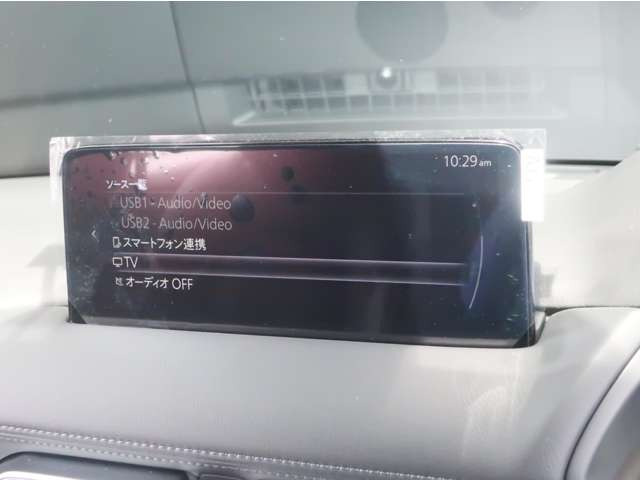 10:29 am
ソース一覧
USB1 - Audio/Video
USB2 - Audio/Video
スマートフォン連携
TV
オーディオ OFF